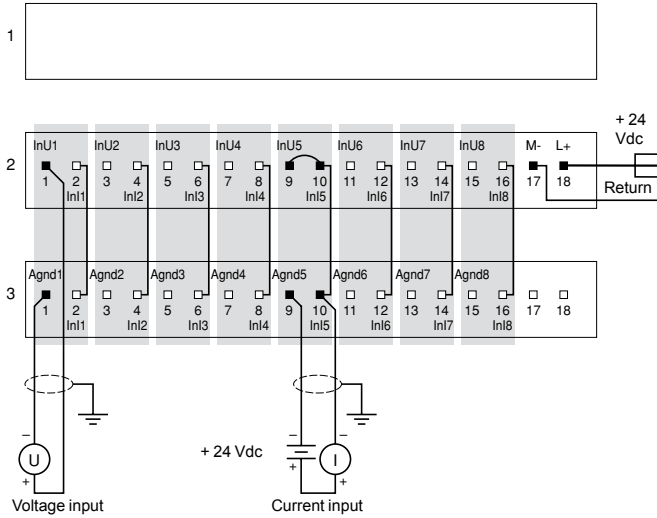 1
+ 24
Vdc
InU1 InU2 InU3 InU4 InU5 InU6 InU7 InU8 M- L+
2
1 2 3 4 5 6 7 8 9 10 11 12 13 14 15 16 17 18
InI1 InI2 InI3 InI4 InI5 InI6 InI7 InI8
Return
Agnd1 Agnd2 Agnd3 Agnd4 Agnd5 Agnd6 Agnd7 Agnd8
3
1 2 3 4 5 6 7 8 9 10 11 12 13 14 15 16 17 18
InI1 InI2 InI3 InI4 InI5 InI6 InI7 InI8
– – –
U + 24 Vdc I
+ + +
Voltage input Current input